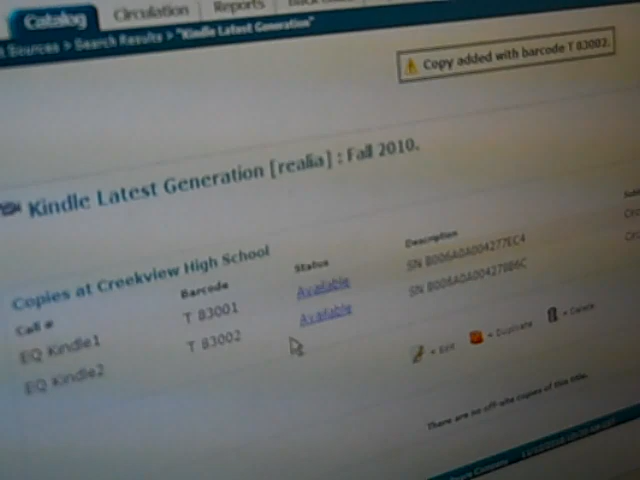 Catalog Circulation Reports
Sources > Search Results > "Kindle Latest Generation"
Copy added with barcode T 83002.
Kindle Latest Generation [realia] : Fall 2010.
Copies at Creekview High School
Call # Barcode Status Description
EQ Kindle1 T 83001 Available SN B006A0A004277EC4
EQ Kindle2 T 83002 Available
= Edit = Duplicate = Delete
There are no off-site copies of this title.